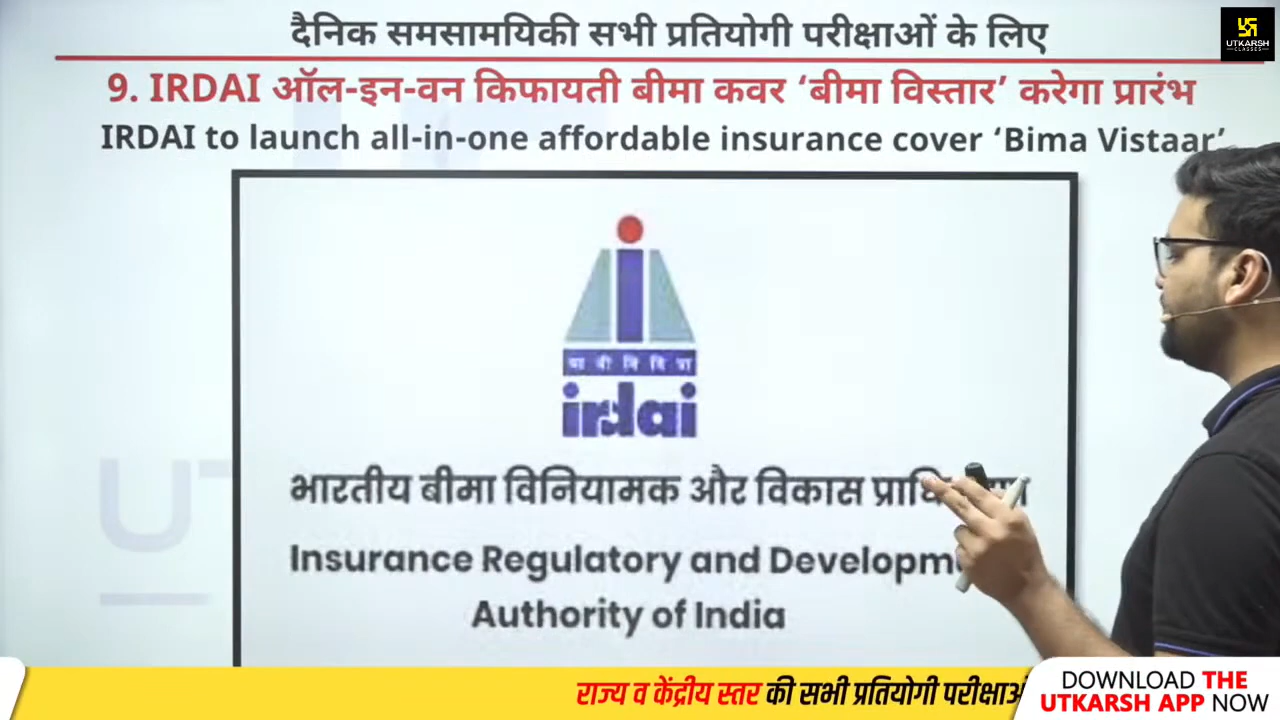 दैनिक समसामयिकी सभी प्रतियोगी परीक्षाओं के लिए
UTKARSH
CLASSES
9. IRDAI ऑल-इन-वन किफायती बीमा कवर ‘बीमा विस्तार’ करेगा प्रारंभ
IRDAI to launch all-in-one affordable insurance cover ‘Bima Vistaar’
भा बी वि वि प्रा
irdai
भारतीय बीमा विनियामक और विकास
Insurance Regulatory and
Authority of India
राज्य व केंद्रीय स्तर की सभी प्रतियोगी
DOWNLOAD THE
UTKARSH APP NOW